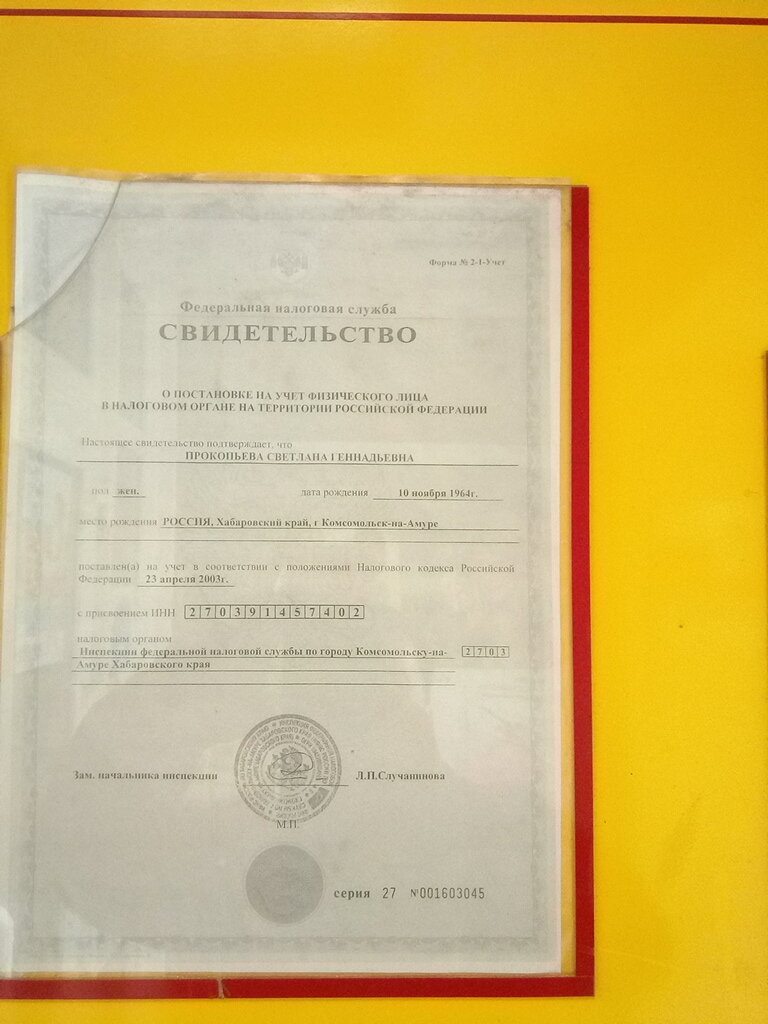 Форма № 2-1-Учет
Федеральная налоговая служба
СВИДЕТЕЛЬСТВО
О ПОСТАНОВКЕ НА УЧЕТ ФИЗИЧЕСКОГО ЛИЦА
В НАЛОГОВОМ ОРГАНЕ НА ТЕРРИТОРИИ РОССИЙСКОЙ ФЕДЕРАЦИИ
Настоящее свидетельство подтверждает, что
ПРОКОПЬЕВА СВЕТЛАНА ГЕННАДЬЕВНА
пол жен. дата рождения 10 ноября 1964г.
место рождения РОССИЯ, Хабаровский край, г Комсомольск-на-Амуре
поставлен(а) на учет в соответствии с положениями Налогового кодекса Российской
Федерации 23 апреля 2003г.
с присвоением ИНН 270391457402
налоговым органом
Инспекции федеральной налоговой службы по городу Комсомольску-на- 2703
Амуре Хабаровского края
Зам. начальника инспекции Л.П.Случанинова
М.П.
серия 27 №001603045